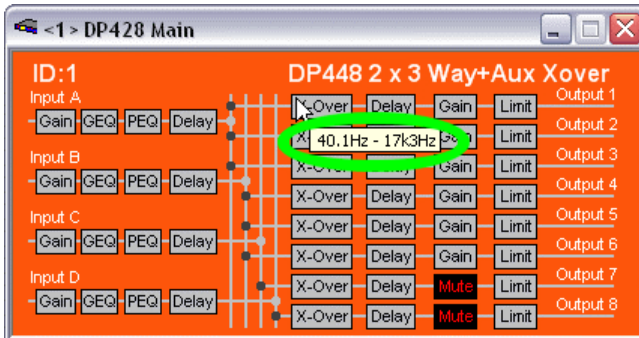 <1> DP428 Main
ID:1
DP448 2 x 3 Way+Aux Xover
Input A
Gain GEQ PEQ Delay
Input B
Gain GEQ PEQ Delay
Input C
Gain GEQ PEQ Delay
Input D
Gain GEQ PEQ Delay
X-Over Delay Gain Limit Output 1
Limit Output 2
40.1Hz - 17k3Hz
X-Over Delay Gain Limit Output 3
X-Over Delay Gain Limit Output 4
X-Over Delay Gain Limit Output 5
X-Over Delay Gain Limit Output 6
X-Over Delay Mute Limit Output 7
X-Over Delay Mute Limit Output 8